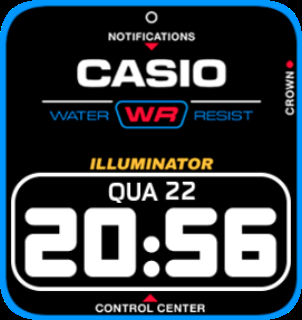 NOTIFICATIONS
CASIO
CROWN
WATER WR RESIST
ILLUMINATOR
QUA 22
20:56
CONTROL CENTER